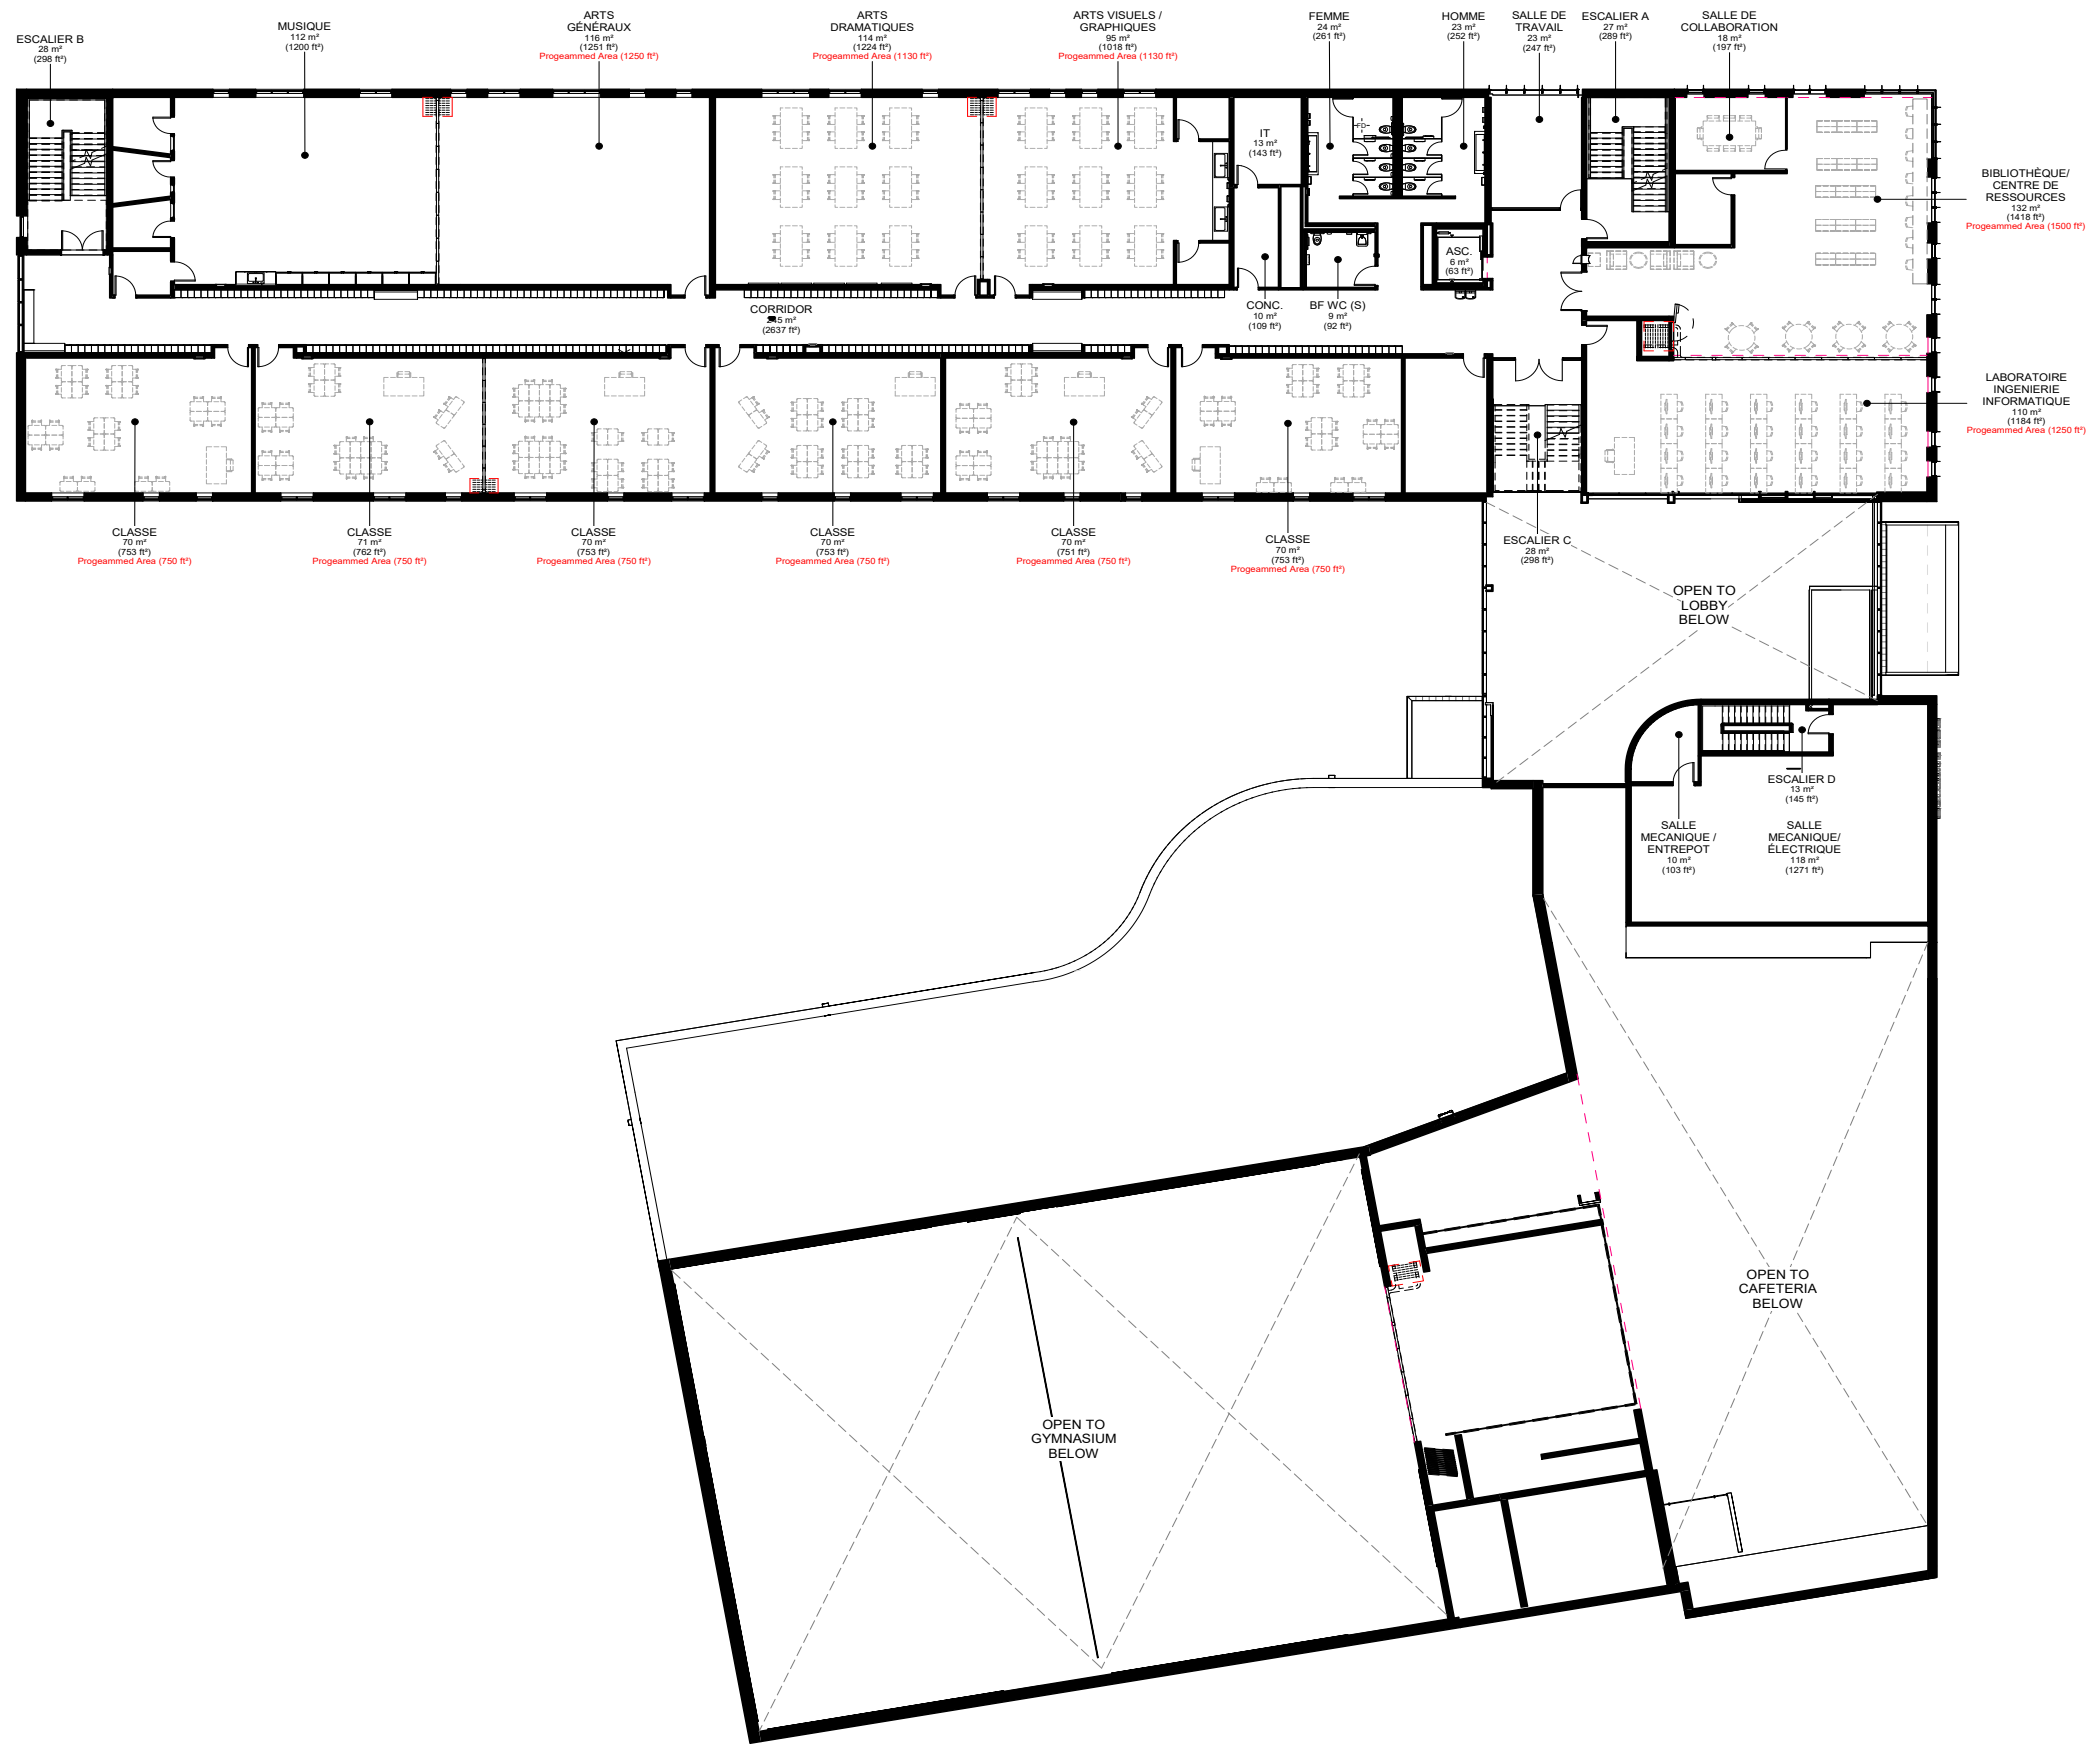 ESCALIER B
28 m²
(298 ft²)
MUSIQUE
112 m²
(1200 ft²)
ARTS
GÉNÉRAUX
116 m²
(1251 ft²)
Progeammed Area (1250 ft²)
ARTS
DRAMATIQUES
114 m²
(1224 ft²)
Progeammed Area (1130 ft²)
ARTS VISUELS /
GRAPHIQUES
95 m²
(1018 ft²)
Progeammed Area (1130 ft²)
FEMME
24 m²
(261 ft²)
HOMME
23 m²
(252 ft²)
SALLE DE
TRAVAIL
23 m²
(247 ft²)
ESCALIER A
27 m²
(289 ft²)
SALLE DE
COLLABORATION
18 m²
(197 ft²)
IT
13 m²
(143 ft²)
FD
BIBLIOTHÈQUE/
CENTRE DE
RESSOURCES
132 m²
(1418 ft²)
Progeammed Area (1500 ft²)
ASC.
6 m²
(63 ft²)
CORRIDOR
245 m²
(2637 ft²)
CONC.
10 m²
(109 ft²)
BF WC (S)
9 m²
(92 ft²)
LABORATOIRE
INGENIERIE
INFORMATIQUE
110 m²
(1184 ft²)
Progeammed Area (1250 ft²)
CLASSE
70 m²
(753 ft²)
Progeammed Area (750 ft²)
CLASSE
71 m²
(762 ft²)
Progeammed Area (750 ft²)
CLASSE
70 m²
(753 ft²)
Progeammed Area (750 ft²)
CLASSE
70 m²
(753 ft²)
Progeammed Area (750 ft²)
CLASSE
70 m²
(751 ft²)
Progeammed Area (750 ft²)
CLASSE
70 m²
(753 ft²)
Progeammed Area (750 ft²)
ESCALIER C
28 m²
(298 ft²)
OPEN TO
LOBBY
BELOW
ESCALIER D
13 m²
(145 ft²)
SALLE
MECANIQUE /
ENTREPOT
10 m²
(103 ft²)
SALLE
MECANIQUE/
ÉLECTRIQUE
118 m²
(1271 ft²)
OPEN TO
CAFETERIA
BELOW
OPEN TO
GYMNASIUM
BELOW